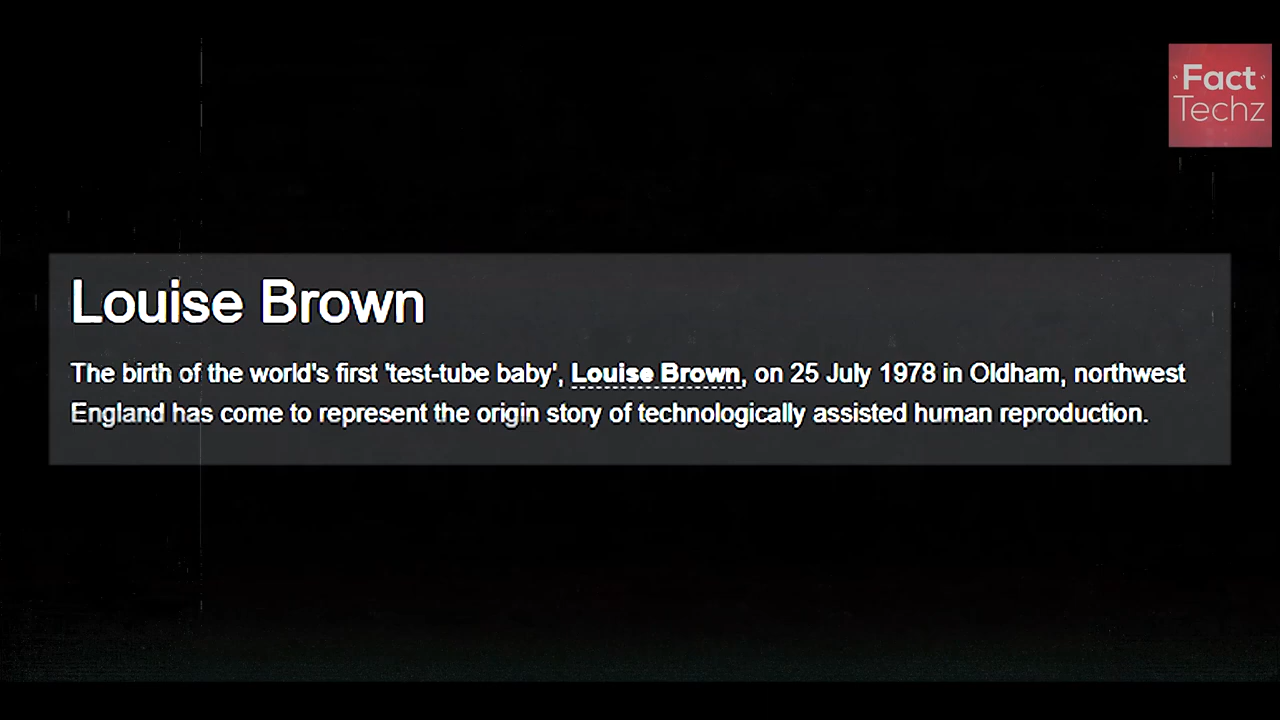 Fact
Techz
Louise Brown
The birth of the world's first 'test-tube baby', Louise Brown, on 25 July 1978 in Oldham, northwest
England has come to represent the origin story of technologically assisted human reproduction.